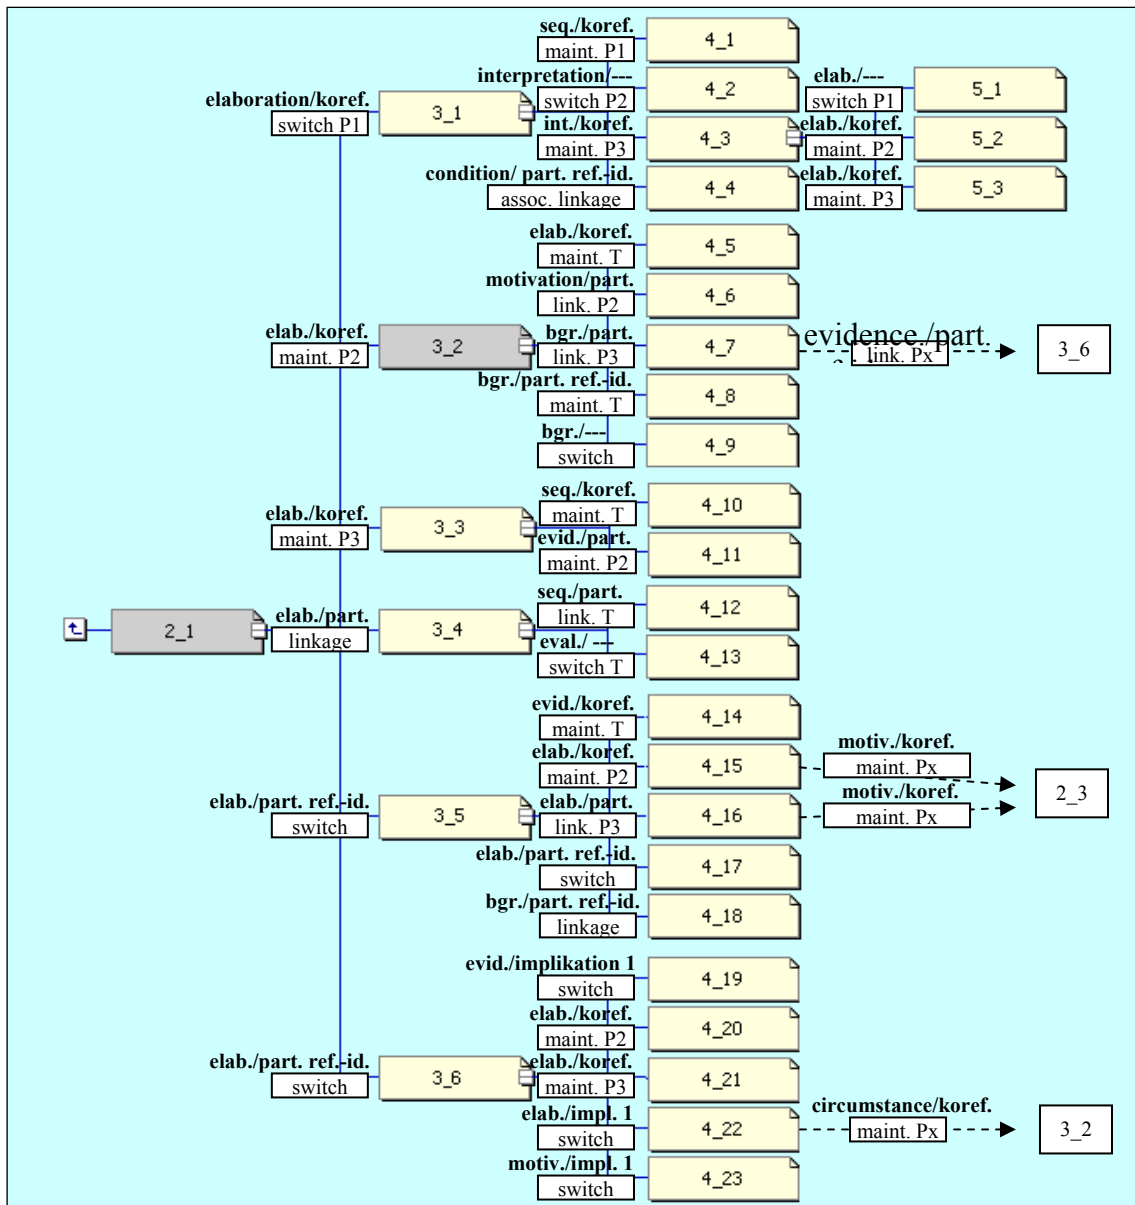 seq./koref.
maint. P1
4_1
interpretation/---
switch P2
4_2
elab./---
switch P1
5_1
elaboration/koref.
switch P1
3_1
int./koref.
maint. P3
4_3
elab./koref.
maint. P2
5_2
condition/ part. ref.-id.
assoc. linkage
4_4
elab./koref.
maint. P3
5_3
elab./koref.
maint. T
4_5
motivation/part.
link. P2
4_6
elab./koref.
maint. P2
3_2
bgr./part.
link. P3
4_7
evidence./part.
link. Px
3_6
bgr./part. ref.-id.
maint. T
4_8
bgr./---
switch
4_9
seq./koref.
maint. T
4_10
elab./koref.
maint. P3
3_3
evid./part.
maint. P2
4_11
seq./part.
link. T
4_12
2_1
elab./part.
linkage
3_4
eval./ ---
switch T
4_13
evid./koref.
maint. T
4_14
elab./koref.
maint. P2
4_15
motiv./koref.
maint. Px
2_3
elab./part. ref.-id.
switch
3_5
elab./part.
link. P3
4_16
motiv./koref.
maint. Px
elab./part. ref.-id.
switch
4_17
bgr./part. ref.-id.
linkage
4_18
evid./implikation 1
switch
4_19
elab./koref.
maint. P2
4_20
elab./part. ref.-id.
switch
3_6
elab./koref.
maint. P3
4_21
elab./impl. 1
switch
4_22
circumstance/koref.
maint. Px
3_2
motiv./impl. 1
switch
4_23